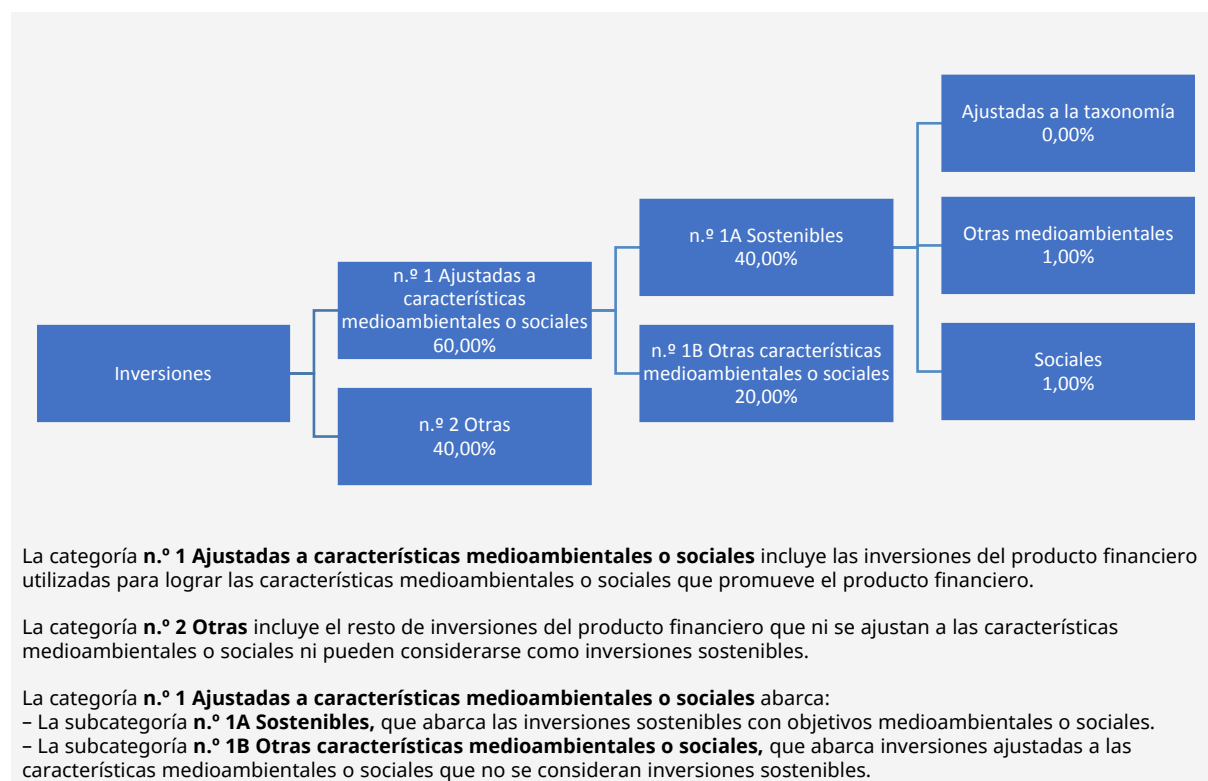 Ajustadas a la taxonomía
0,00%
n.º 1A Sostenibles
40,00%
Otras medioambientales
1,00%
n.º 1 Ajustadas a
características
medioambientales o sociales
60,00%
Inversiones
n.º 1B Otras características
medioambientales o sociales
20,00%
Sociales
1,00%
n.º 2 Otras
40,00%
La categoría n.º 1 Ajustadas a características medioambientales o sociales incluye las inversiones del producto financiero
utilizadas para lograr las características medioambientales o sociales que promueve el producto financiero.
La categoría n.º 2 Otras incluye el resto de inversiones del producto financiero que ni se ajustan a las características
medioambientales o sociales ni pueden considerarse como inversiones sostenibles.
La categoría n.º 1 Ajustadas a características medioambientales o sociales abarca:
– La subcategoría n.º 1A Sostenibles, que abarca las inversiones sostenibles con objetivos medioambientales o sociales.
– La subcategoría n.º 1B Otras características medioambientales o sociales, que abarca inversiones ajustadas a las
características medioambientales o sociales que no se consideran inversiones sostenibles.